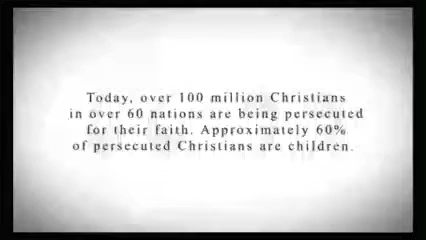 Today, over 100 million Christians
in over 60 nations are being persecuted
for their faith. Approximately 60%
of persecuted Christians are children.